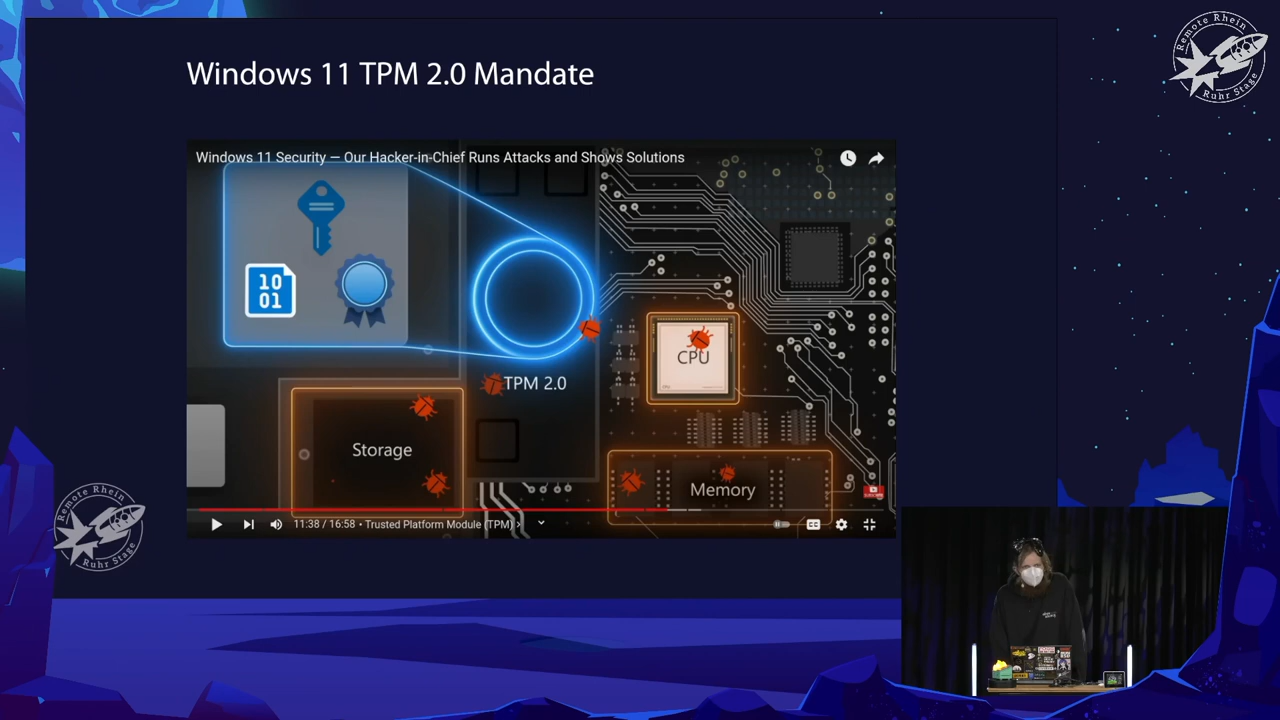 Windows 11 TPM 2.0 Mandate
Remote Rhein
Ruhr Stage
Windows 11 Security — Our Hacker-in-Chief Runs Attacks and Shows Solutions
10
01
CPU
TPM 2.0
Storage
Memory
11:38 / 16:58 • Trusted Platform Module (TPM) ›
CC
Remote Rhein
Ruhr Stage